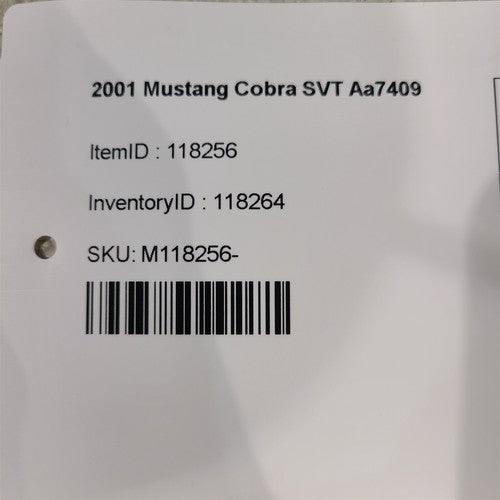 2001 Mustang Cobra SVT Aa7409
ItemID : 118256
InventoryID : 118264
SKU: M118256-